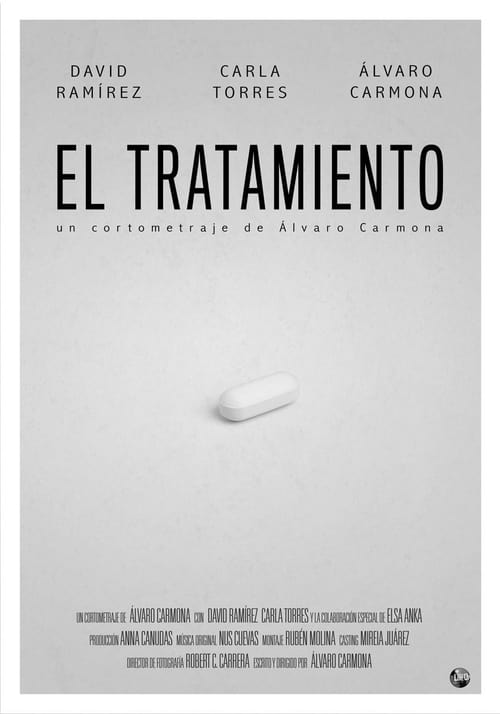 DAVID RAMÍREZ
CARLA TORRES
ÁLVARO CARMONA
EL TRATAMIENTO
un cortometraje de Álvaro Carmona
UN CORTOMETRAJE DE ÁLVARO CARMONA CON DAVID RAMÍREZ CARLA TORRES Y LA COLABORACIÓN ESPECIAL DE ELSA ANKA
PRODUCCIÓN ANNA CANUDAS MÚSICA ORIGINAL NUS CUEVAS MONTAJE RUBÉN MOLINA CASTING MIREIA JUÁREZ
DIRECTOR DE FOTOGRAFÍA ROBERT C. CARRERA ESCRITO Y DIRIGIDO POR ÁLVARO CARMONA